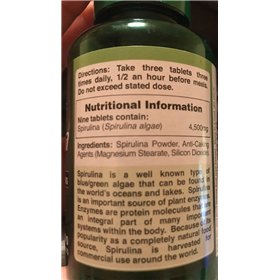 Directions: Take three tablets three
times daily, 1/2 an hour before meals.
Do not exceed stated dose.
Nutritional Information
Nine tablets contain:
Spirulina (Spirulina algae) 4,500mg
Ingredients: Spirulina Powder, Anti-Caking
Agents (Magnesium Stearate, Silicon Dioxide
Spirulina is a well known type of
blue/green algae that can be found in
the world's oceans and lakes. Spirulina
is an important source of plant enzymes.
Enzymes are protein molecules that are
an integral part of many important
systems within the body. Because of its
popularity as a completely natural food
source, Spirulina is harvested for
commercial use around the world.